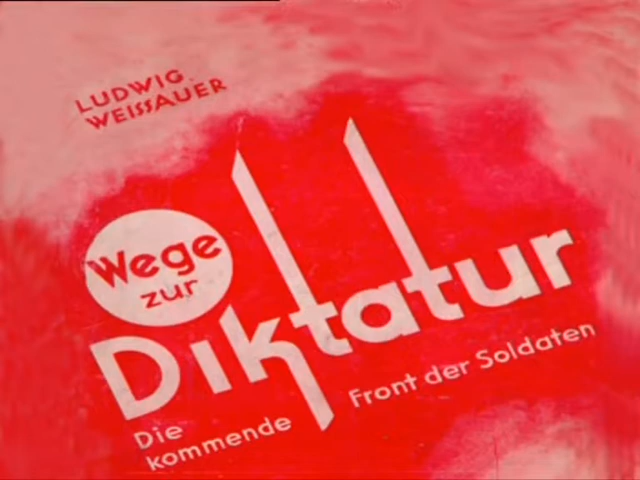 LUDWIG
WEISSAUER
Wege
zur
Diktatur
Die
kommende Front der Soldaten